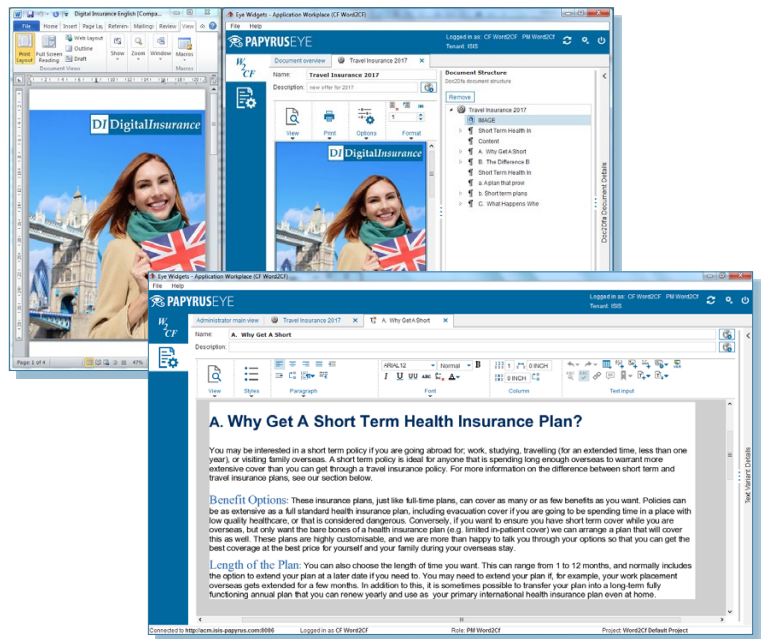 Digital Insurance English [Compa...
File
Home
Insert
Page Lay
Referen
Mailing:
Review
View
Print
Layout
Full Screen
Reading
Web Layout
Outline
Draft
Show
Zoom
Window
Macros
Document Views
Macros
DI DigitalInsurance
Page: 1 of 4
47%
Eye Widgets - Application Workplace (CF Word2Cf)
File Help
PAPYRUSEYE
Logged in as: CF Word2CF PM Word2Cf
Tenant: ISIS
W2CF
Document overview
Travel Insurance 2017
Name: Travel Insurance 2017
Description: new offer for 2017
View
Print
Options
Format
1
DI DigitalInsurance
Document Structure
Doc2Dfa document structure
Remove
Travel Insurance 2017
IMAGE
Short Term Health In
Content
A. Why Get A Short
B. The Difference B
Short Term Health In
a. A plan that provi
b. Short term plans
C. What Happens Whe
Doc2Dfa Document Details
Eye Widgets - Application Workplace (CF Word2CF)
File Help
PAPYRUSEYE
Logged in as: CF Word2CF PM Word2Cf
Tenant: ISIS
W2CF
Administrator main view
Travel Insurance 2017
A. Why Get A Short
Name: A. Why Get A Short
Description:
View
Styles
Paragraph
ARIAL12
Normal
B
I U UU ABC
Font
1
0 INCH
0 INCH
Column
Text input
A. Why Get A Short Term Health Insurance Plan?
You may be interested in a short term policy if you are going abroad for; work, studying, travelling (for an extended time, less than one
year), or visiting family overseas. A short term policy is ideal for anyone that is spending long enough overseas to warrant more
extensive cover than you can get through a travel insurance policy. For more information on the difference between short term and
travel insurance plans, see our section below.
Benefit Options: These insurance plans, just like full-time plans, can cover as many or as few benefits as you want. Policies can
be as extensive as a full standard health insurance plan, including evacuation cover if you are going to be spending time in a place with
low quality healthcare, or that is considered dangerous. Conversely, if you want to ensure you have short term cover while you are
overseas, but only want the bare bones of a health insurance plan (e.g. limited in-patient cover) we can arrange a plan that will cover
this as well. These plans are highly customisable, and we are more than happy to talk you through your options so that you can get the
best coverage at the best price for yourself and your family during your overseas stay.
Length of the Plan: You can also choose the length of time you want. This can range from 1 to 12 months, and normally includes
the option to extend your plan at a later date if you need to. You may need to extend your plan if, for example, your work placement
overseas gets extended for a few months. In addition to this, it is sometimes possible to transfer your plan into a long-term fully
functioning annual plan that you can renew yearly and use as your primary international health insurance plan even at home.
Text Variant Details
Connected to http://acm.isis-papyrus.com:8086
Logged in as CF Word2CF
Role: PM Word2Cf
Project: Word2Cf Default Project